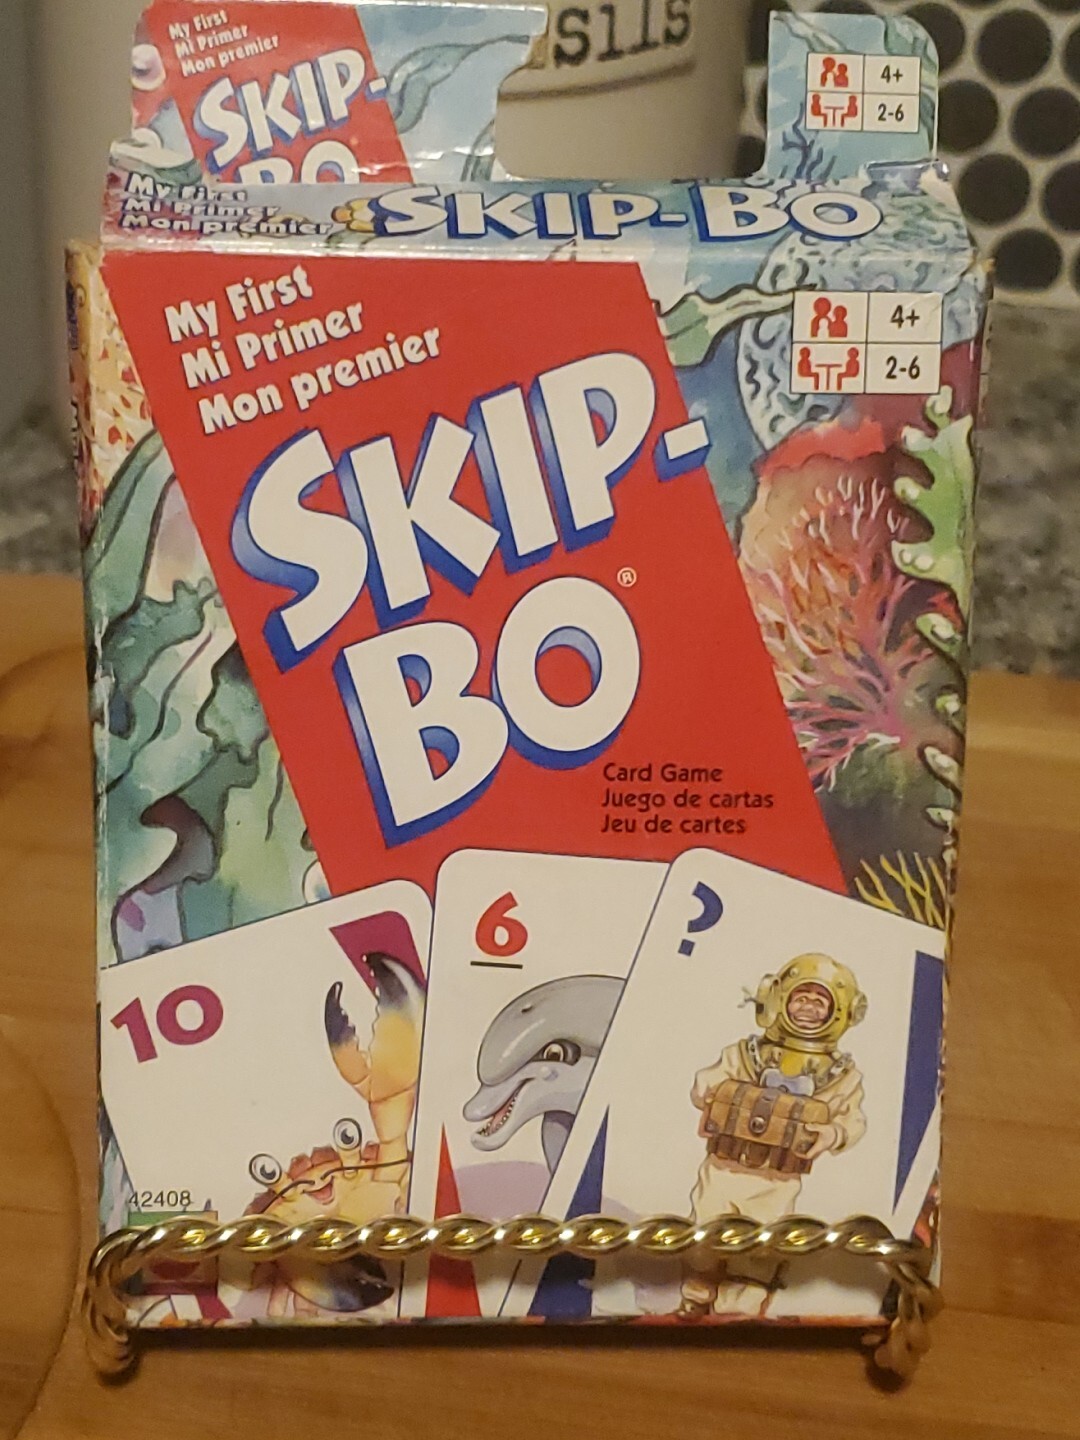 sils
My First
Mi Primer
Mon premier
SKIP-
BO
4+
2-6
My First
Mi Primer
Mon premier
SKIP-BO
My First
Mi Primer
Mon premier
4+
2-6
SKIP-
BO®
Card Game
Juego de cartas
Jeu de cartes
10
6
?
42408